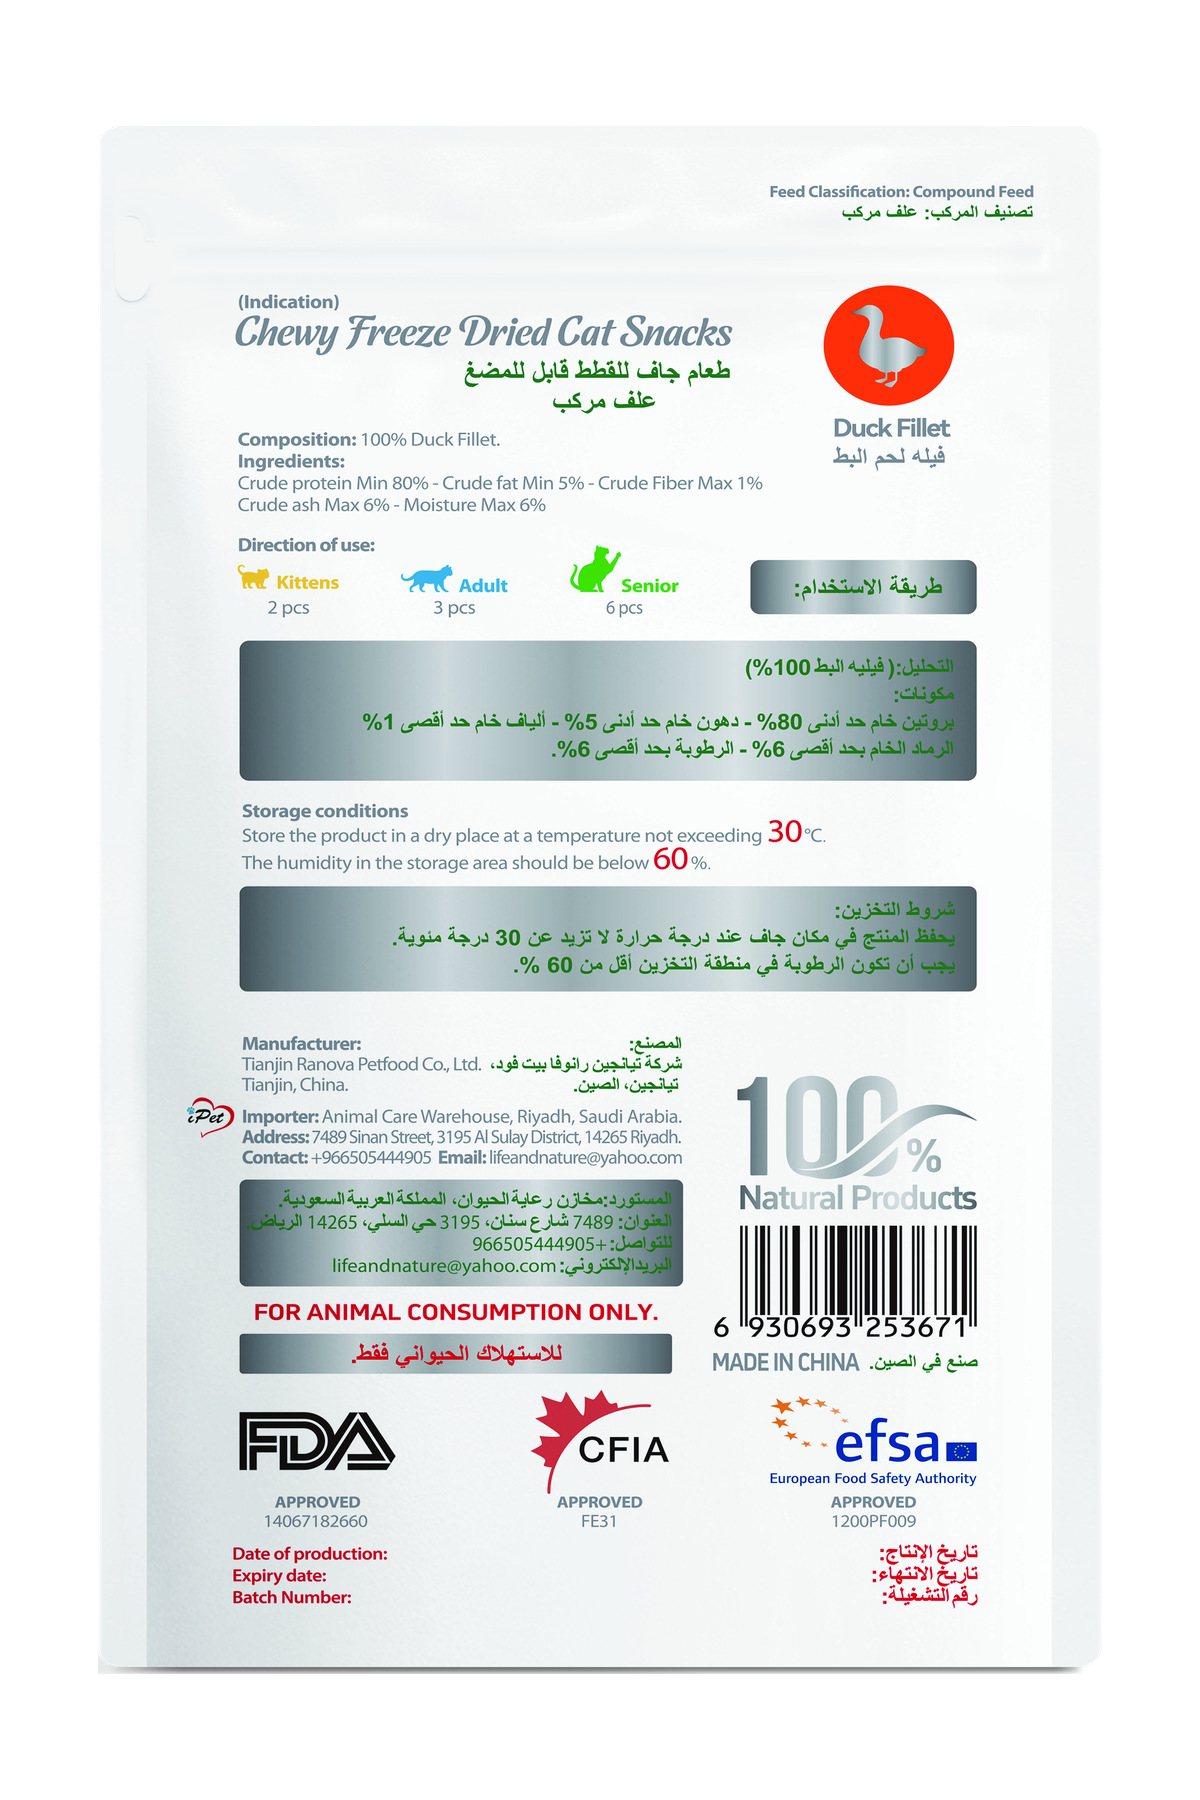 Feed Classification: Compound Feed
تصنيف المركب: علف مركب
(Indication)
Chewy Freeze Dried Cat Snacks
طعام جاف للقطط قابل للمضغ
علف مركب
Duck Fillet
فيله لحم البط
Composition: 100% Duck Fillet.
Ingredients:
Crude protein Min 80% - Crude fat Min 5% - Crude Fiber Max 1%
Crude ash Max 6% - Moisture Max 6%
Direction of use:
Kittens
2 pcs
Adult
3 pcs
Senior
6 pcs
طريقة الاستخدام:
التحليل:( فيليه البط 100%)
مكونات:
بروتين خام حد أدنى 80% - دهون خام حد أدنى 5% - ألياف خام حد أقصى 1%
الرماد الخام بحد أقصى 6% - الرطوبة بحد أقصى 6%.
Storage conditions
Store the product in a dry place at a temperature not exceeding 30°C.
The humidity in the storage area should be below 60%.
شروط التخزين:
يحفظ المنتج في مكان جاف عند درجة حرارة لا تزيد عن 30 درجة مئوية.
يجب أن تكون الرطوبة في منطقة التخزين أقل من 60 %.
Manufacturer:
Tianjin Ranova Petfood Co., Ltd.
Tianjin, China.
المصنع:
شركة تيانجين رانوفا بيت فود،
تيانجين، الصين.
iPet
Importer: Animal Care Warehouse, Riyadh, Saudi Arabia.
Address: 7489 Sinan Street, 3195 Al Sulay District, 14265 Riyadh.
Contact: +966505444905 Email: lifeandnature@yahoo.com
المستورد:مخازن رعاية الحيوان، المملكة العربية السعودية.
العنوان: 7489 شارع سنان، 3195 حي السلي، 14265 الرياض.
للتواصل: +966505444905
البريدالإلكتروني: lifeandnature@yahoo.com
100%
Natural Products
6 930693 253671
MADE IN CHINA صنع في الصين.
FOR ANIMAL CONSUMPTION ONLY.
للاستهلاك الحيواني فقط.
FDA
APPROVED
14067182660
CFIA
APPROVED
FE31
efsa
European Food Safety Authority
APPROVED
1200PF009
Date of production:
Expiry date:
Batch Number:
تاريخ الإنتاج:
تاريخ الانتهاء:
رقم التشغيلة: